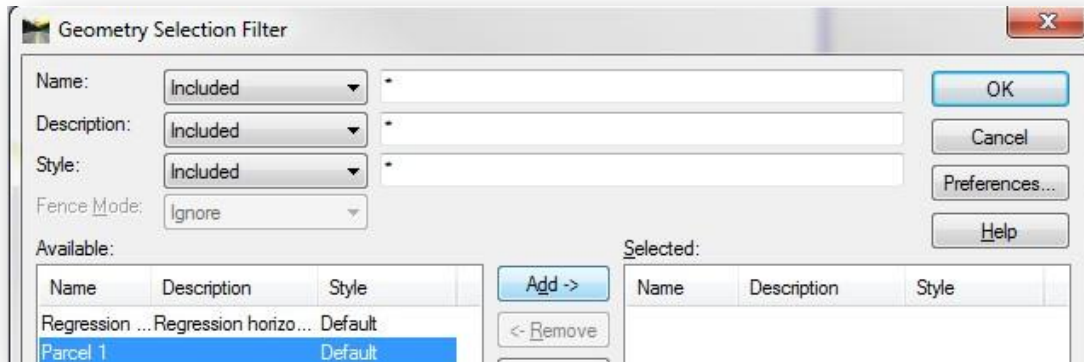 Geometry Selection Filter
Name: Included * OK
Description: Included * Cancel
Style: Included * Preferences...
Fence Mode: Ignore Help
Available: Selected:
Name Description Style Add -> Name Description Style
Regression ... Regression horizo... Default <- Remove
Parcel 1 Default